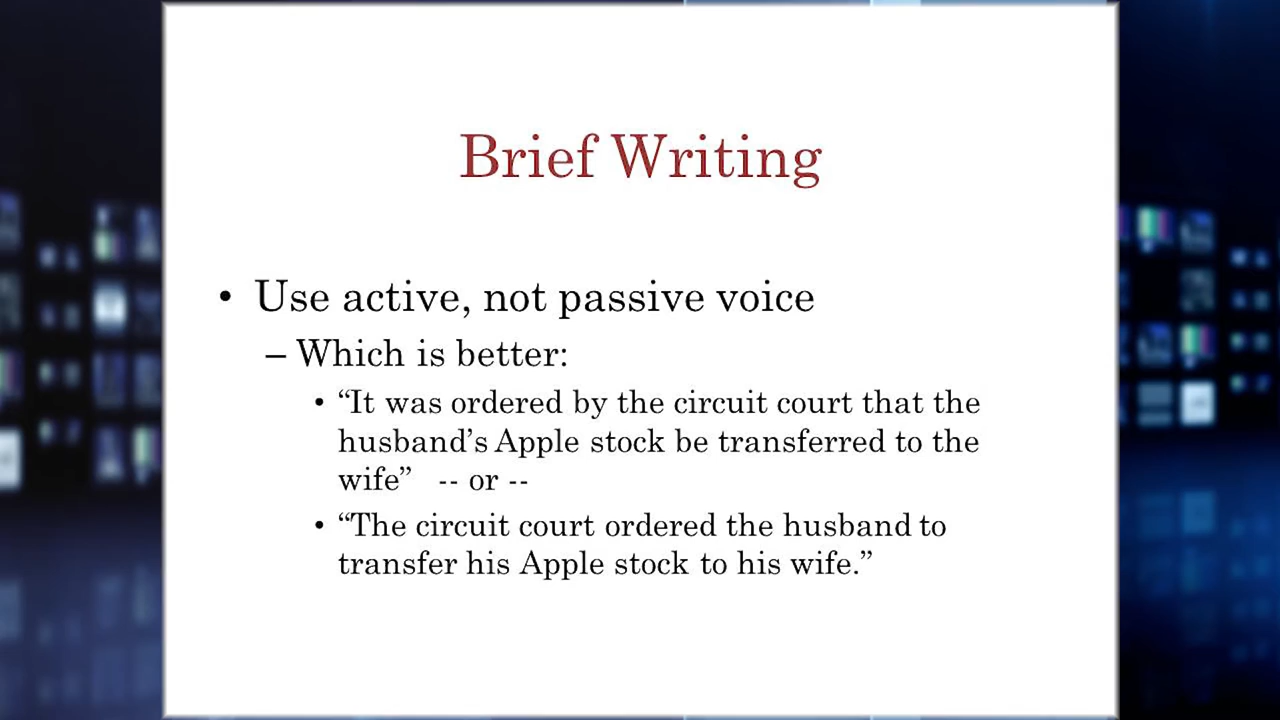 Brief Writing
• Use active, not passive voice
– Which is better:
• “It was ordered by the circuit court that the
husband’s Apple stock be transferred to the
wife” -- or --
• “The circuit court ordered the husband to
transfer his Apple stock to his wife.”